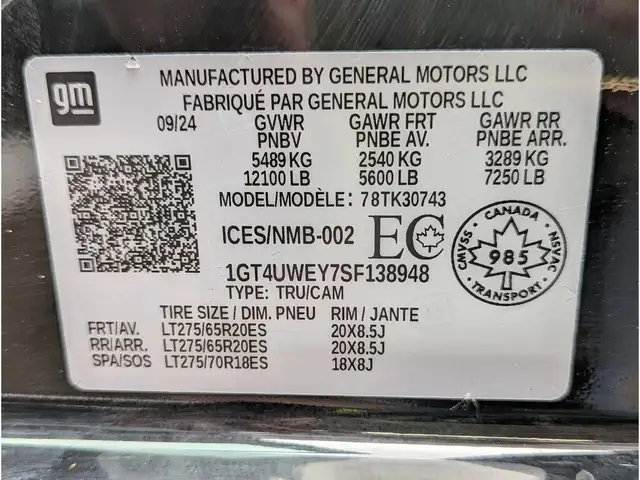 gm
MANUFACTURED BY GENERAL MOTORS LLC
FABRIQUÉ PAR GENERAL MOTORS LLC
09/24 GVWR GAWR FRT GAWR RR
PNBV PNBE AV. PNBE ARR.
5489 KG 2540 KG 3289 KG
12100 LB 5600 LB 7250 LB
MODEL/MODÈLE: 78TK30743
ICES/NMB-002 EC
CANADA
CMVSS 985 NSVAC
TRANSPORT
1GT4UWEY7SF138948
TYPE: TRU/CAM
TIRE SIZE / DIM. PNEU RIM / JANTE
FRT/AV. LT275/65R20ES 20X8.5J
RR/ARR. LT275/65R20ES 20X8.5J
SPA/SOS LT275/70R18ES 18X8J